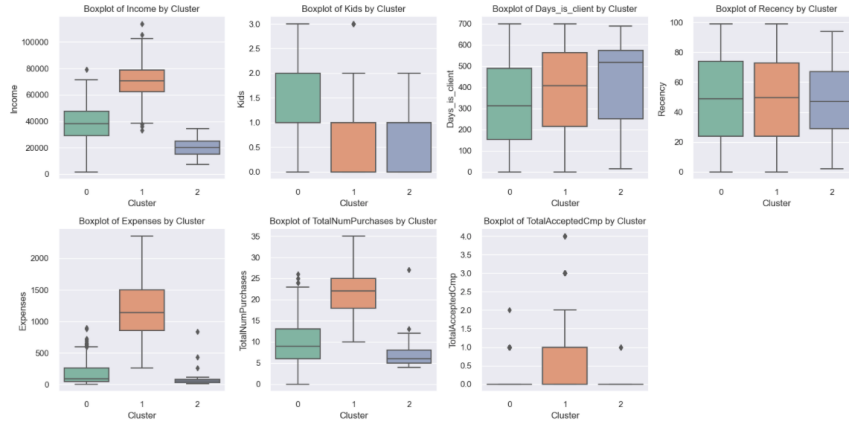 Boxplot of Income by Cluster
Income
100000
80000
60000
40000
20000
0
0 1 2
Cluster
Boxplot of Kids by Cluster
Kids
3.0
2.5
2.0
1.5
1.0
0.5
0.0
0 1 2
Cluster
Boxplot of Days_is_client by Cluster
Days_is_client
700
600
500
400
300
200
100
0
0 1 2
Cluster
Boxplot of Recency by Cluster
Recency
100
80
60
40
20
0
0 1 2
Cluster
Boxplot of Expenses by Cluster
Expenses
2000
1500
1000
500
0
0 1 2
Cluster
Boxplot of TotalNumPurchases by Cluster
TotalNumPurchases
35
30
25
20
15
10
5
0
0 1 2
Cluster
Boxplot of TotalAcceptedCmp by Cluster
TotalAcceptedCmp
4.0
3.5
3.0
2.5
2.0
1.5
1.0
0.5
0.0
0 1 2
Cluster